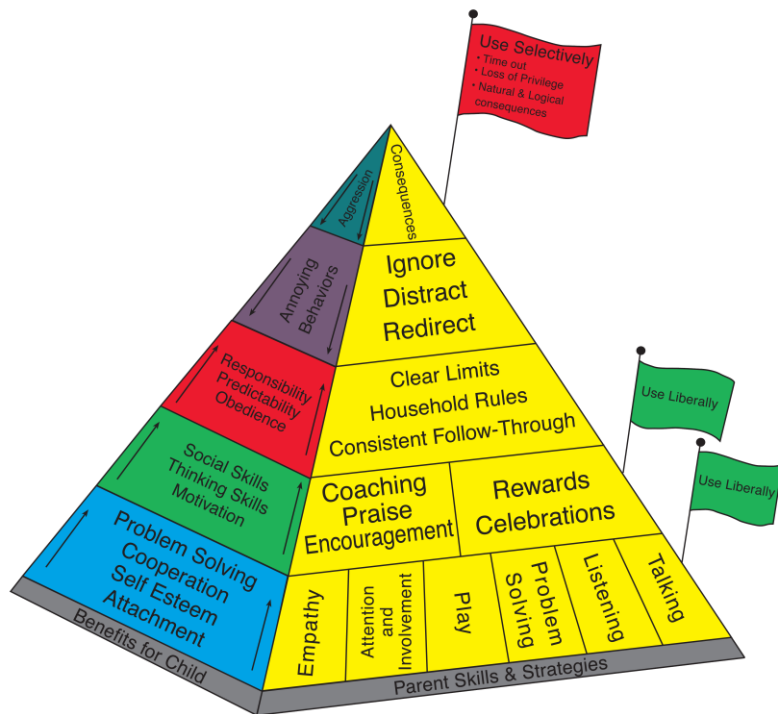 Use Selectively
• Time out
• Loss of Privilege
• Natural & Logical
consequences
Aggression
Consequences
Annoying
Behaviors
Ignore
Distract
Redirect
Responsibility
Predictability
Obedience
Clear Limits
Household Rules
Consistent Follow-Through
Use Liberally
Social Skills
Thinking Skills
Motivation
Coaching
Praise
Encouragement
Rewards
Celebrations
Use Liberally
Problem Solving
Cooperation
Self Esteem
Attachment
Empathy
Attention
and
Involvement
Play
Problem
Solving
Listening
Talking
Benefits for Child
Parent Skills & Strategies